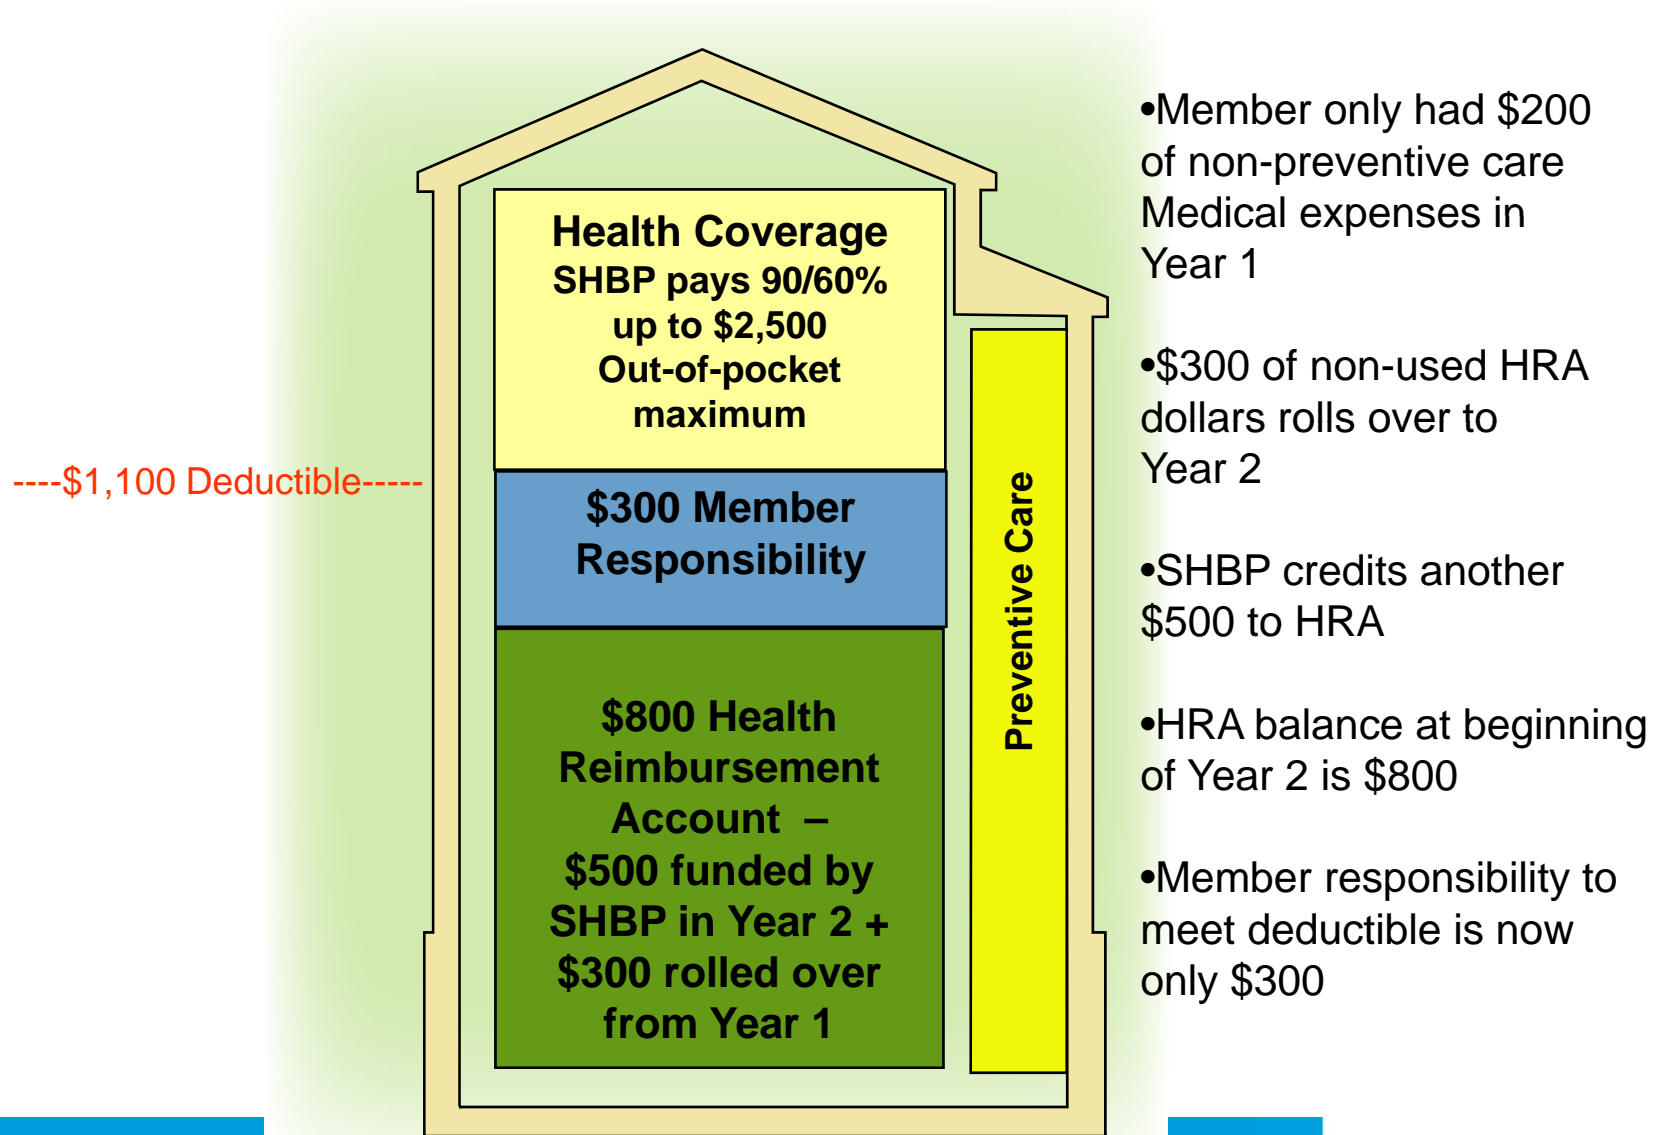 Health Coverage
SHBP pays 90/60%
up to $2,500
Out-of-pocket
maximum
----$1,100 Deductible-----
$300 Member
Responsibility
$800 Health
Reimbursement
Account –
$500 funded by
SHBP in Year 2 +
$300 rolled over
from Year 1
Preventive Care
•Member only had $200
of non-preventive care
Medical expenses in
Year 1
•$300 of non-used HRA
dollars rolls over to
Year 2
•SHBP credits another
$500 to HRA
•HRA balance at beginning
of Year 2 is $800
•Member responsibility to
meet deductible is now
only $300